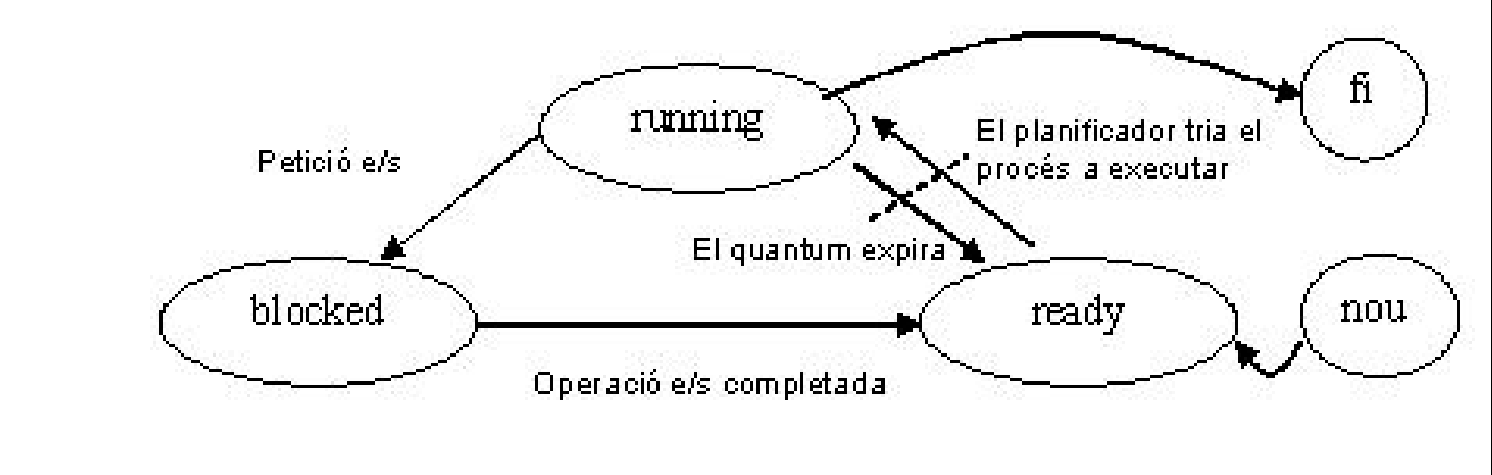 fi
running
El planificador tria el
procés a executar
Petició e/s
El quantum expira
blocked
ready
nou
Operació e/s completada